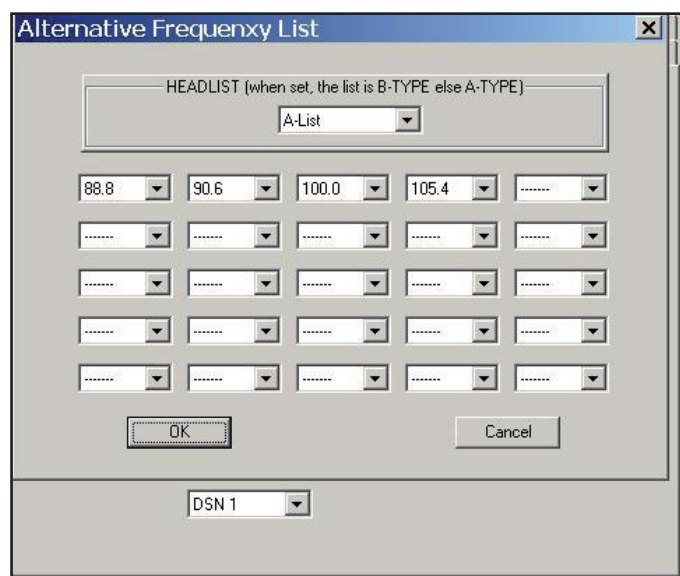 Alternative Frequenxy List
HEADLIST (when set, the list is B-TYPE else A-TYPE)
A-List
88.8 90.6 100.0 105.4 ------
------ ------ ------ ------ ------
------ ------ ------ ------ ------
------ ------ ------ ------ ------
------ ------ ------ ------ ------
OK Cancel
DSN 1